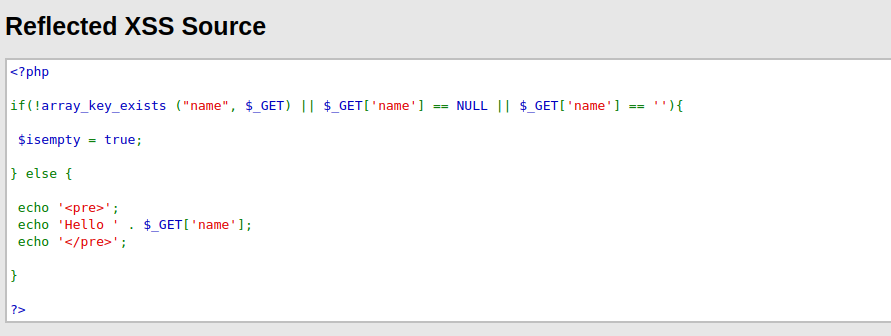 Reflected XSS Source
<?php
if(!array_key_exists ("name", $_GET) || $_GET['name'] == NULL || $_GET['name'] == ''){
$isempty = true;
} else {
echo '<pre>';
echo 'Hello ' . $_GET['name'];
echo '</pre>';
}
?>